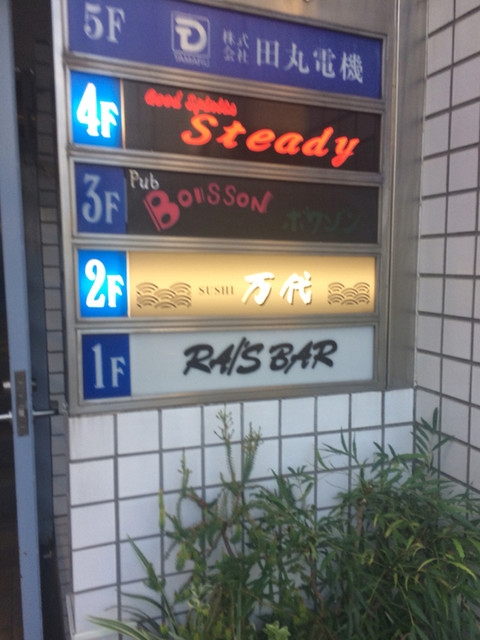 5F
TAMARU
株式
会社
田丸電機
4F
Good Spirits
Steady
3F
Pub
BOISSON
ボワソン
2F
SUSHI 万代
1F
RA/S BAR